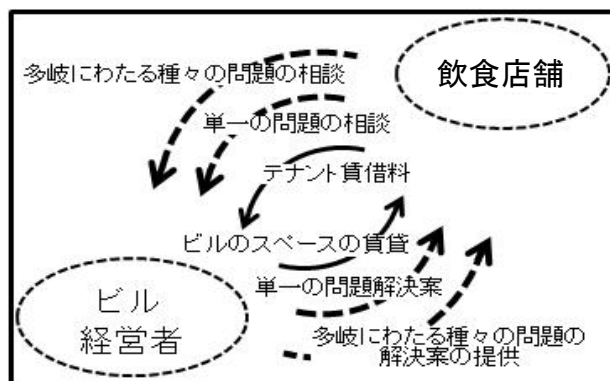 多岐にわたる種々の問題の相談
飲食店舗
単一の問題の相談
テナント賃借料
ビルのスペースの賃貸
単一の問題解決案
ビル
経営者
多岐にわたる種々の問題の
解決案の提供